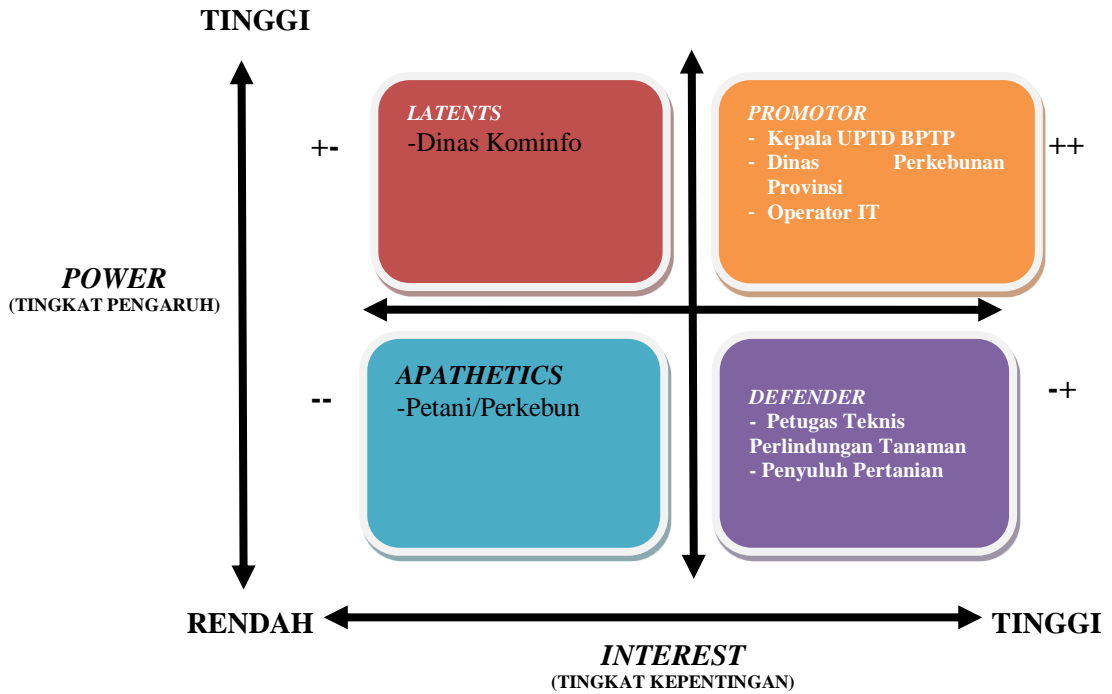 TINGGI
LATENTS
-Dinas Kominfo
PROMOTOR
- Kepala UPTD BPTP
- Dinas Perkebunan
Provinsi
- Operator IT
+-
++
POWER
(TINGKAT PENGARUH)
APATHETICS
-Petani/Perkebun
DEFENDER
- Petugas Teknis
Perlindungan Tanaman
- Penyuluh Pertanian
--
-+
RENDAH
TINGGI
INTEREST
(TINGKAT KEPENTINGAN)